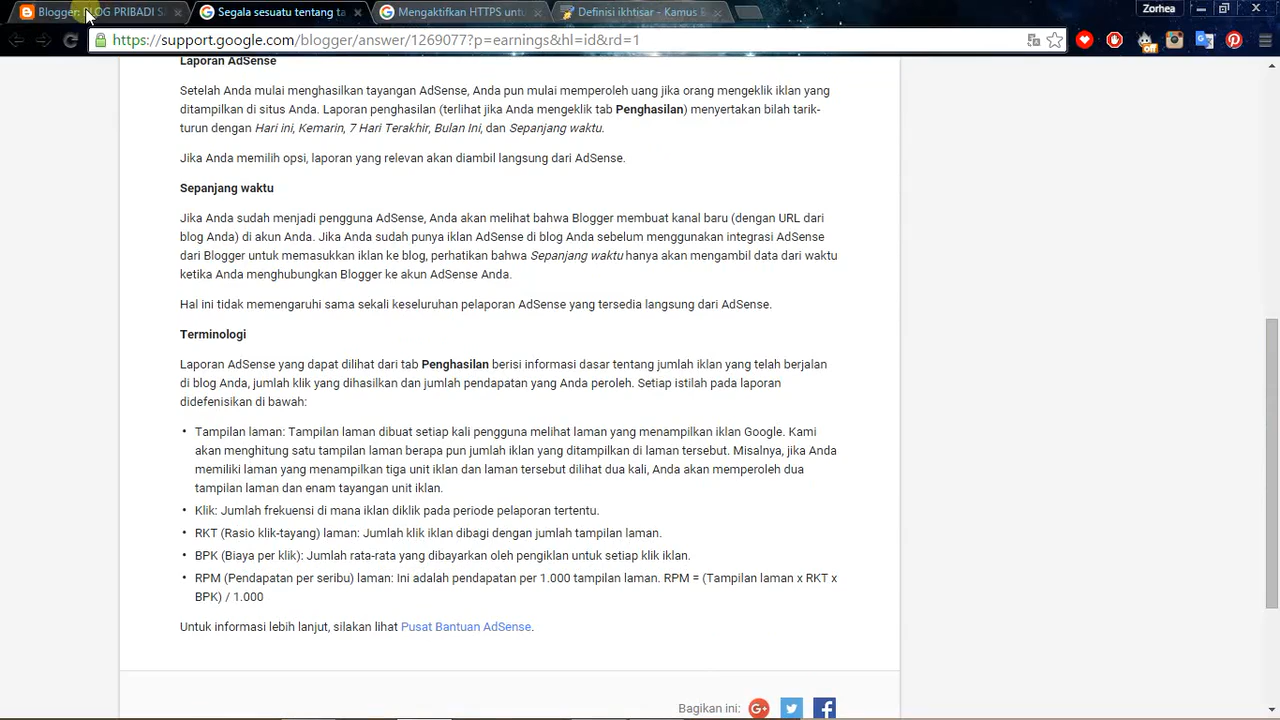 Blogger: BLOG PRIBADI S
Segala sesuatu tentang ta
Mengaktifkan HTTPS untu
Definisi ikhtisar - Kamus B
Zorhea
https://support.google.com/blogger/answer/1269077?p=earnings&hl=id&rd=1
off
Laporan AdSense
Setelah Anda mulai menghasilkan tayangan AdSense, Anda pun mulai memperoleh uang jika orang mengeklik iklan yang
ditampilkan di situs Anda. Laporan penghasilan (terlihat jika Anda mengeklik tab Penghasilan) menyertakan bilah tarik-
turun dengan Hari ini, Kemarin, 7 Hari Terakhir, Bulan Ini, dan Sepanjang waktu.
Jika Anda memilih opsi, laporan yang relevan akan diambil langsung dari AdSense.
Sepanjang waktu
Jika Anda sudah menjadi pengguna AdSense, Anda akan melihat bahwa Blogger membuat kanal baru (dengan URL dari
blog Anda) di akun Anda. Jika Anda sudah punya iklan AdSense di blog Anda sebelum menggunakan integrasi AdSense
dari Blogger untuk memasukkan iklan ke blog, perhatikan bahwa Sepanjang waktu hanya akan mengambil data dari waktu
ketika Anda menghubungkan Blogger ke akun AdSense Anda.
Hal ini tidak memengaruhi sama sekali keseluruhan pelaporan AdSense yang tersedia langsung dari AdSense.
Terminologi
Laporan AdSense yang dapat dilihat dari tab Penghasilan berisi informasi dasar tentang jumlah iklan yang telah berjalan
di blog Anda, jumlah klik yang dihasilkan dan jumlah pendapatan yang Anda peroleh. Setiap istilah pada laporan
didefenisikan di bawah:
• Tampilan laman: Tampilan laman dibuat setiap kali pengguna melihat laman yang menampilkan iklan Google. Kami
akan menghitung satu tampilan laman berapa pun jumlah iklan yang ditampilkan di laman tersebut. Misalnya, jika Anda
memiliki laman yang menampilkan tiga unit iklan dan laman tersebut dilihat dua kali, Anda akan memperoleh dua
tampilan laman dan enam tayangan unit iklan.
• Klik: Jumlah frekuensi di mana iklan diklik pada periode pelaporan tertentu.
• RKT (Rasio klik-tayang) laman: Jumlah klik iklan dibagi dengan jumlah tampilan laman.
• BPK (Biaya per klik): Jumlah rata-rata yang dibayarkan oleh pengiklan untuk setiap klik iklan.
• RPM (Pendapatan per seribu) laman: Ini adalah pendapatan per 1.000 tampilan laman. RPM = (Tampilan laman x RKT x
BPK) / 1.000
Untuk informasi lebih lanjut, silakan lihat Pusat Bantuan AdSense.
Bagikan ini: